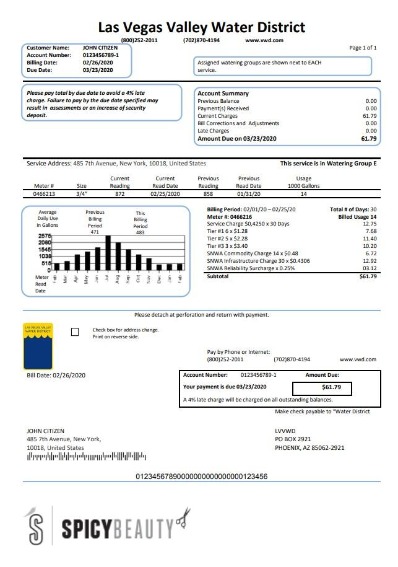 Las Vegas Valley Water District
(800)252-2011 (702)870-4194 www.vwd.com
Page 1 of 1
Customer Name: JOHN CITIZEN
Account Number: 0123456789-1
Billing Date: 02/26/2020
Due Date: 03/23/2020
Assigned watering groups are shown next to EACH
service.
Please pay total by due date to avoid a 4% late
charge. Failure to pay by the due date specified may
result in assessments or an increase of security
deposit.
Account Summary
Previous Balance 0.00
Payment(s) Received 0.00
Current Charges 61.79
Bill Corrections and Adjustments 0.00
Late Charges 0.00
Amount Due on 03/23/2020 61.79
Service Address: 485 7th Avenue, New York, 10018, United States This service is in Watering Group E
Current Current Previous Previous Usage
Meter # Size Reading Read Date Reading Read Date 1000 Gallons
0466213 3/4" 872 02/25/2020 858 01/31/20 14
Average
Daily Use
in Gallons
Previous
Billing
Period
471
This
Billing
Period
483
2575
2060
1545
1030
515
0
Meter
Read
Date
Billing Period: 02/01/20 – 02/25/20 Total # of Days: 30
Meter R: 0466216 Billed Usage 14
Service Charge $0,4250 x 30 Days 12.75
Tier #1 6 x $1.28 7.68
Tier #2 5 x $2.28 11.40
Tier #3 3 x $3.40 10.20
SNWA Commodity Charge 14 x $0.48 6.72
SNWA Infrastructure Charge 30 x $0.4306 12.92
SNWA Reliability Surcharge x 0.25% 03.12
Subtotal $61.79
Please detach at perforation and return with payment.
LAS VEGAS VALLEY
WATER DISTRICT
Check box for address change.
Print on reverse side.
Pay by Phone or Internet:
(800)252-2011 (702)870-4194 www.vwd.com
Bill Date: 02/26/2020
Account Number: 0123456789-1 Amount Due:
Your payment is due 03/23/2020 $61.79
A 4% late charge will be charged on all outstanding balances.
Make check payable to "Water District
JOHN CITIZEN
485 7th Avenue, New York,
10018, United States
LVVWD
PO BOX 2921
PHOENIX, AZ 85062-2921
SPICYBEAUTY